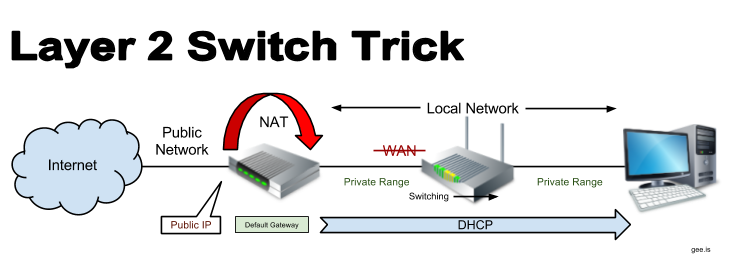 Layer 2 Switch Trick
Local Network
NAT
Public
Network
Internet
WAN
Private Range
Private Range
Switching
Public IP
Default Gateway
DHCP
gee.is